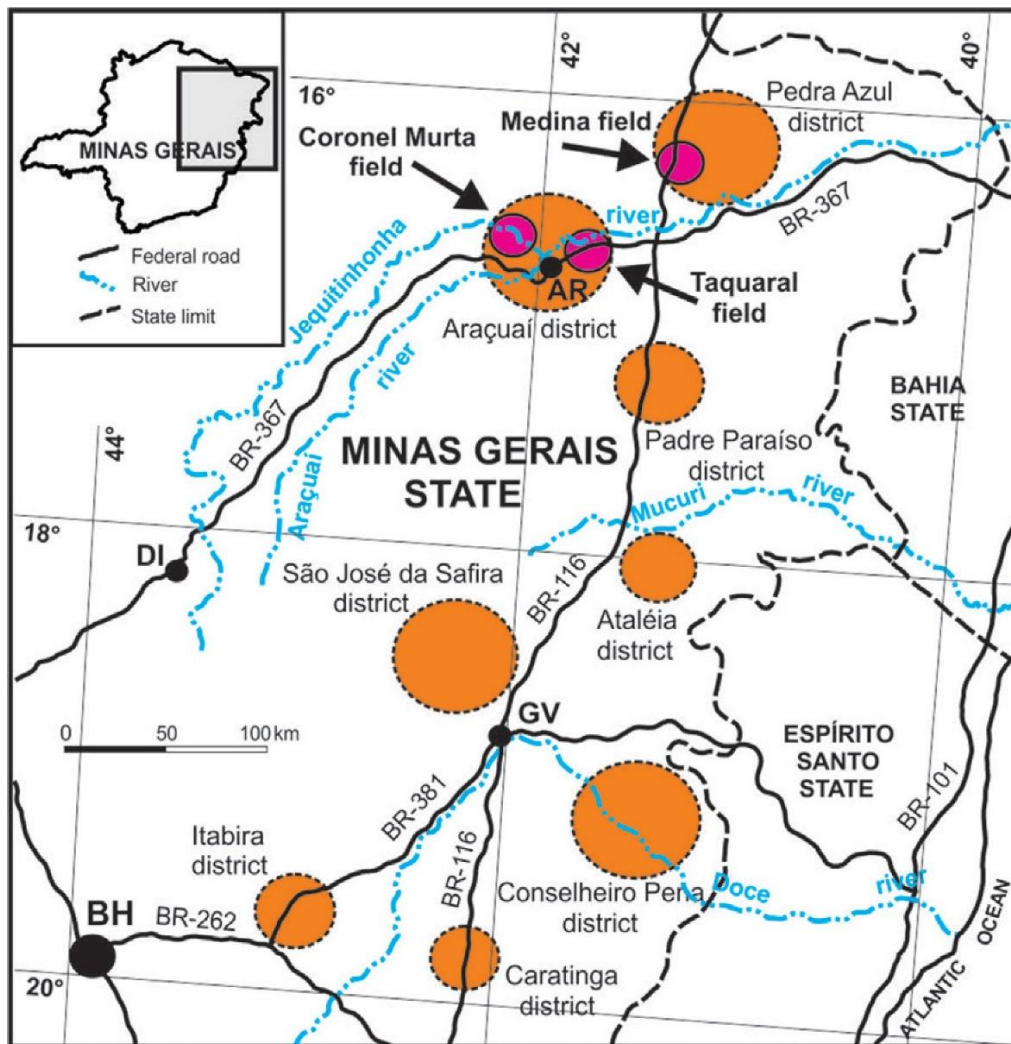 MINAS GERAIS
Federal road
River
State limit
42°
40°
16°
Pedra Azul
district
Medina field
Coronel Murta
field
river
BR-367
Jequitinhonha
AR
Taquaral
field
Araçuaí district
river
BAHIA
STATE
44°
BR-367
MINAS GERAIS
STATE
Padre Paraíso
district
Araçuaí
Mucuri
river
18°
DI
São José da Safira
district
BR-116
Ataléia
district
0 50 100 km
GV
ESPÍRITO
SANTO
STATE
BR-381
BR-101
Itabira
district
BR-116
Conselheiro Pena
district
Doce
river
BH
BR-262
Caratinga
district
20°
ATLANTIC OCEAN